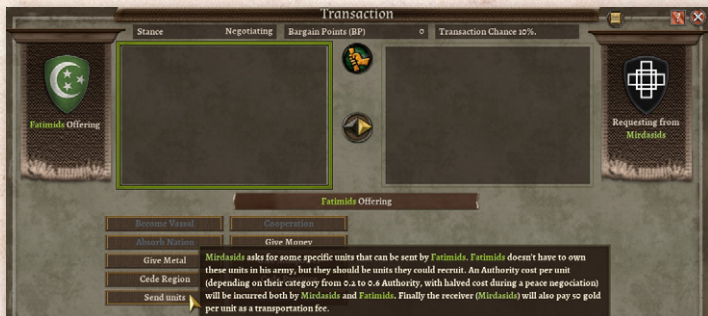 Transaction
Stance Negotiating Bargain Points (BP) 0 Transaction Chance 10%.
Fatimids Offering
Requesting from
Mirdasids
Fatimids Offering
Become Vassal Cooperation
Absorb Nation Give Money
Give Metal
Cede Region
Send units
Mirdasids asks for some specific units that can be sent by Fatimids. Fatimids doesn't have to own
these units in his army, but they should be units they could recruit. An Authority cost per unit
(depending on their category from 0.2 to 0.6 Authority, with halved cost during a peace negociation)
will be incurred both by Mirdasids and Fatimids. Finally the receiver (Mirdasids) will also pay 50 gold
per unit as a transportation fee.